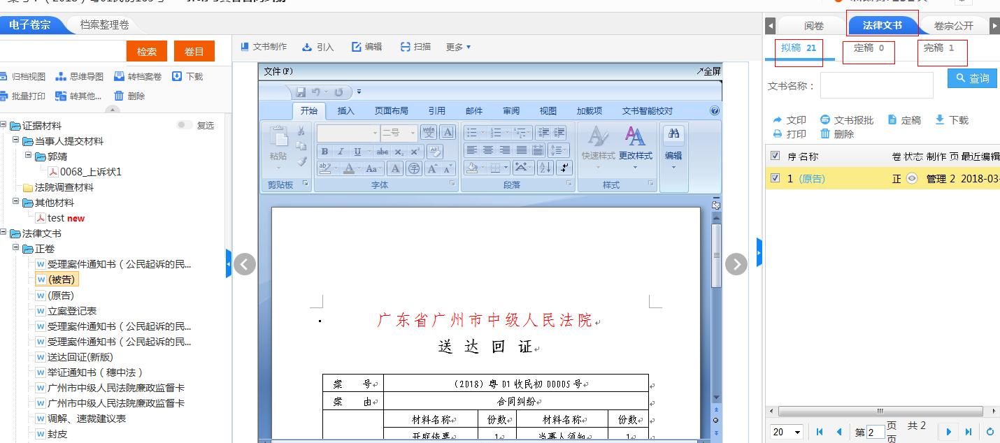 电子卷宗
档案整理卷
检索
卷目
归档视图
思维导图
转档案卷
下载
批量打印
转其他...
删除
证据材料
复选
当事人提交材料
郭靖
0068_上诉状1
法院调查材料
其他材料
test new
法律文书
正卷
受理案件通知书（公民起诉的民...
(被告)
(原告)
立案登记表
受理案件通知书（公民起诉的民...
受理案件通知书（公民起诉的民...
送达回证(新版)
举证通知书（穗中法）
广州市中级人民法院廉政监督卡
广州市中级人民法院廉政监督卡
调解、速裁建议表
封皮
文书制作
引入
编辑
扫描
更多
文件(F)
全屏
开始
插入
页面布局
引用
邮件
审阅
视图
加载项
文书智能校对
粘贴
剪贴板
二号
字体
段落
快速样式
更改样式
样式
编辑
广东省广州市中级人民法院
送 达 回 证
案 号
（2018）粤 01 收民初 00005 号
案 由
合同纠纷
材料名称
份数
材料名称
份数
开庭传票
1
当事人须知
1
阅卷
法律文书
卷宗公开
拟稿 21
定稿 0
完稿 1
文书名称：
查询
文印
文书报批
定稿
下载
打印
删除
序 名称
卷 状态 制作 页 最近编辑
1 (原告)
正
管理 2 2018-03-
20
第 2 页
共 2 页